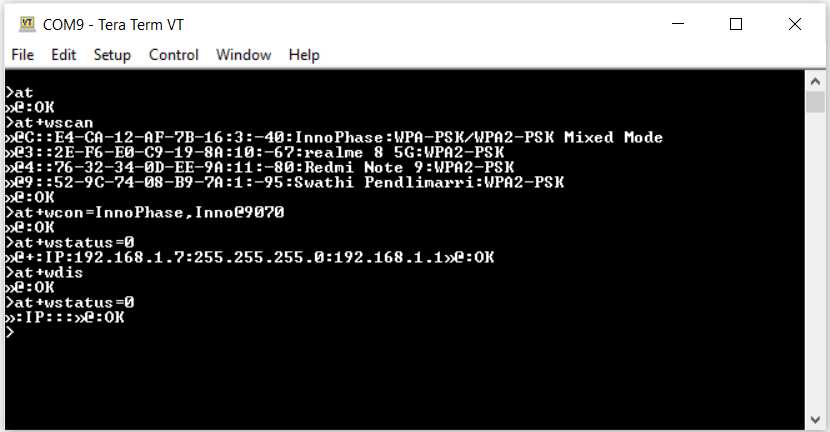 COM9 - Tera Term VT
File Edit Setup Control Window Help
>at
»@:OK
>at+wscan
»@C::E4-CA-12-AF-7B-16:3:-40:InnoPhase:WPA-PSK/WPA2-PSK Mixed Mode
»@3::2E-F6-E0-C9-19-8A:10:-67:realme 8 5G:WPA2-PSK
»@4::76-32-34-0D-EE-9A:11:-80:Redmi Note 9:WPA2-PSK
»@9::52-9C-74-08-B9-7A:1:-95:Swathi Pendlimarri:WPA2-PSK
»@:OK
>at+wcon=InnoPhase,Inno@9070
»@:OK
>at+wstatus=0
»@+:IP:192.168.1.7:255.255.255.0:192.168.1.1»@:OK
>at+wdis
»@:OK
>at+wstatus=0
»:IP:::»@:OK
>